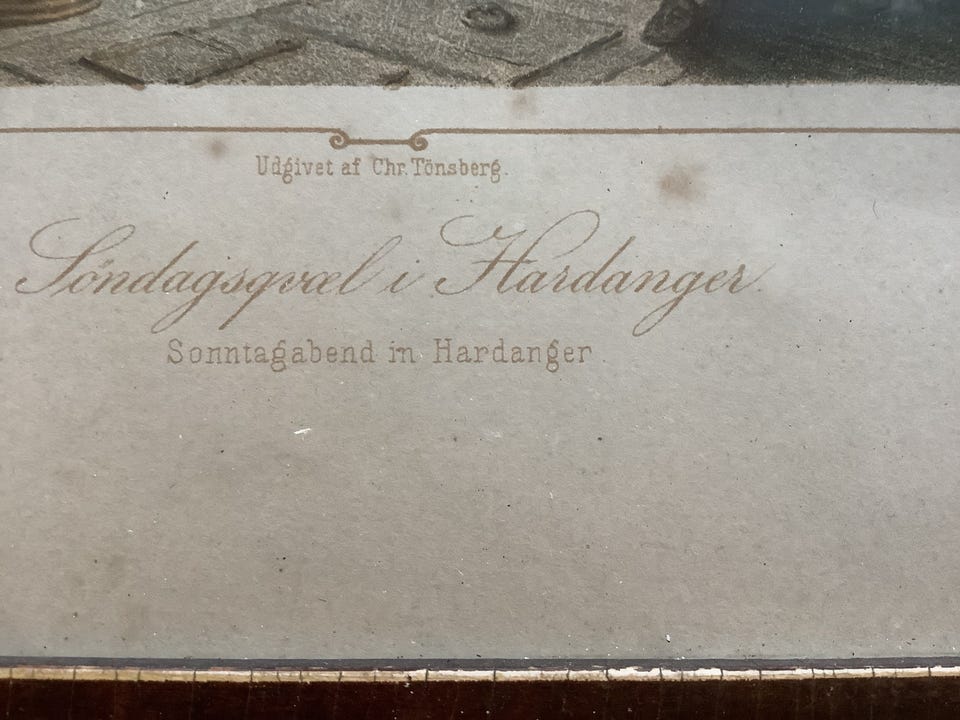 Udgivet af Chr. Tönsberg.
Söndagsqvæl i Hardanger.
Sonntagabend in Hardanger.